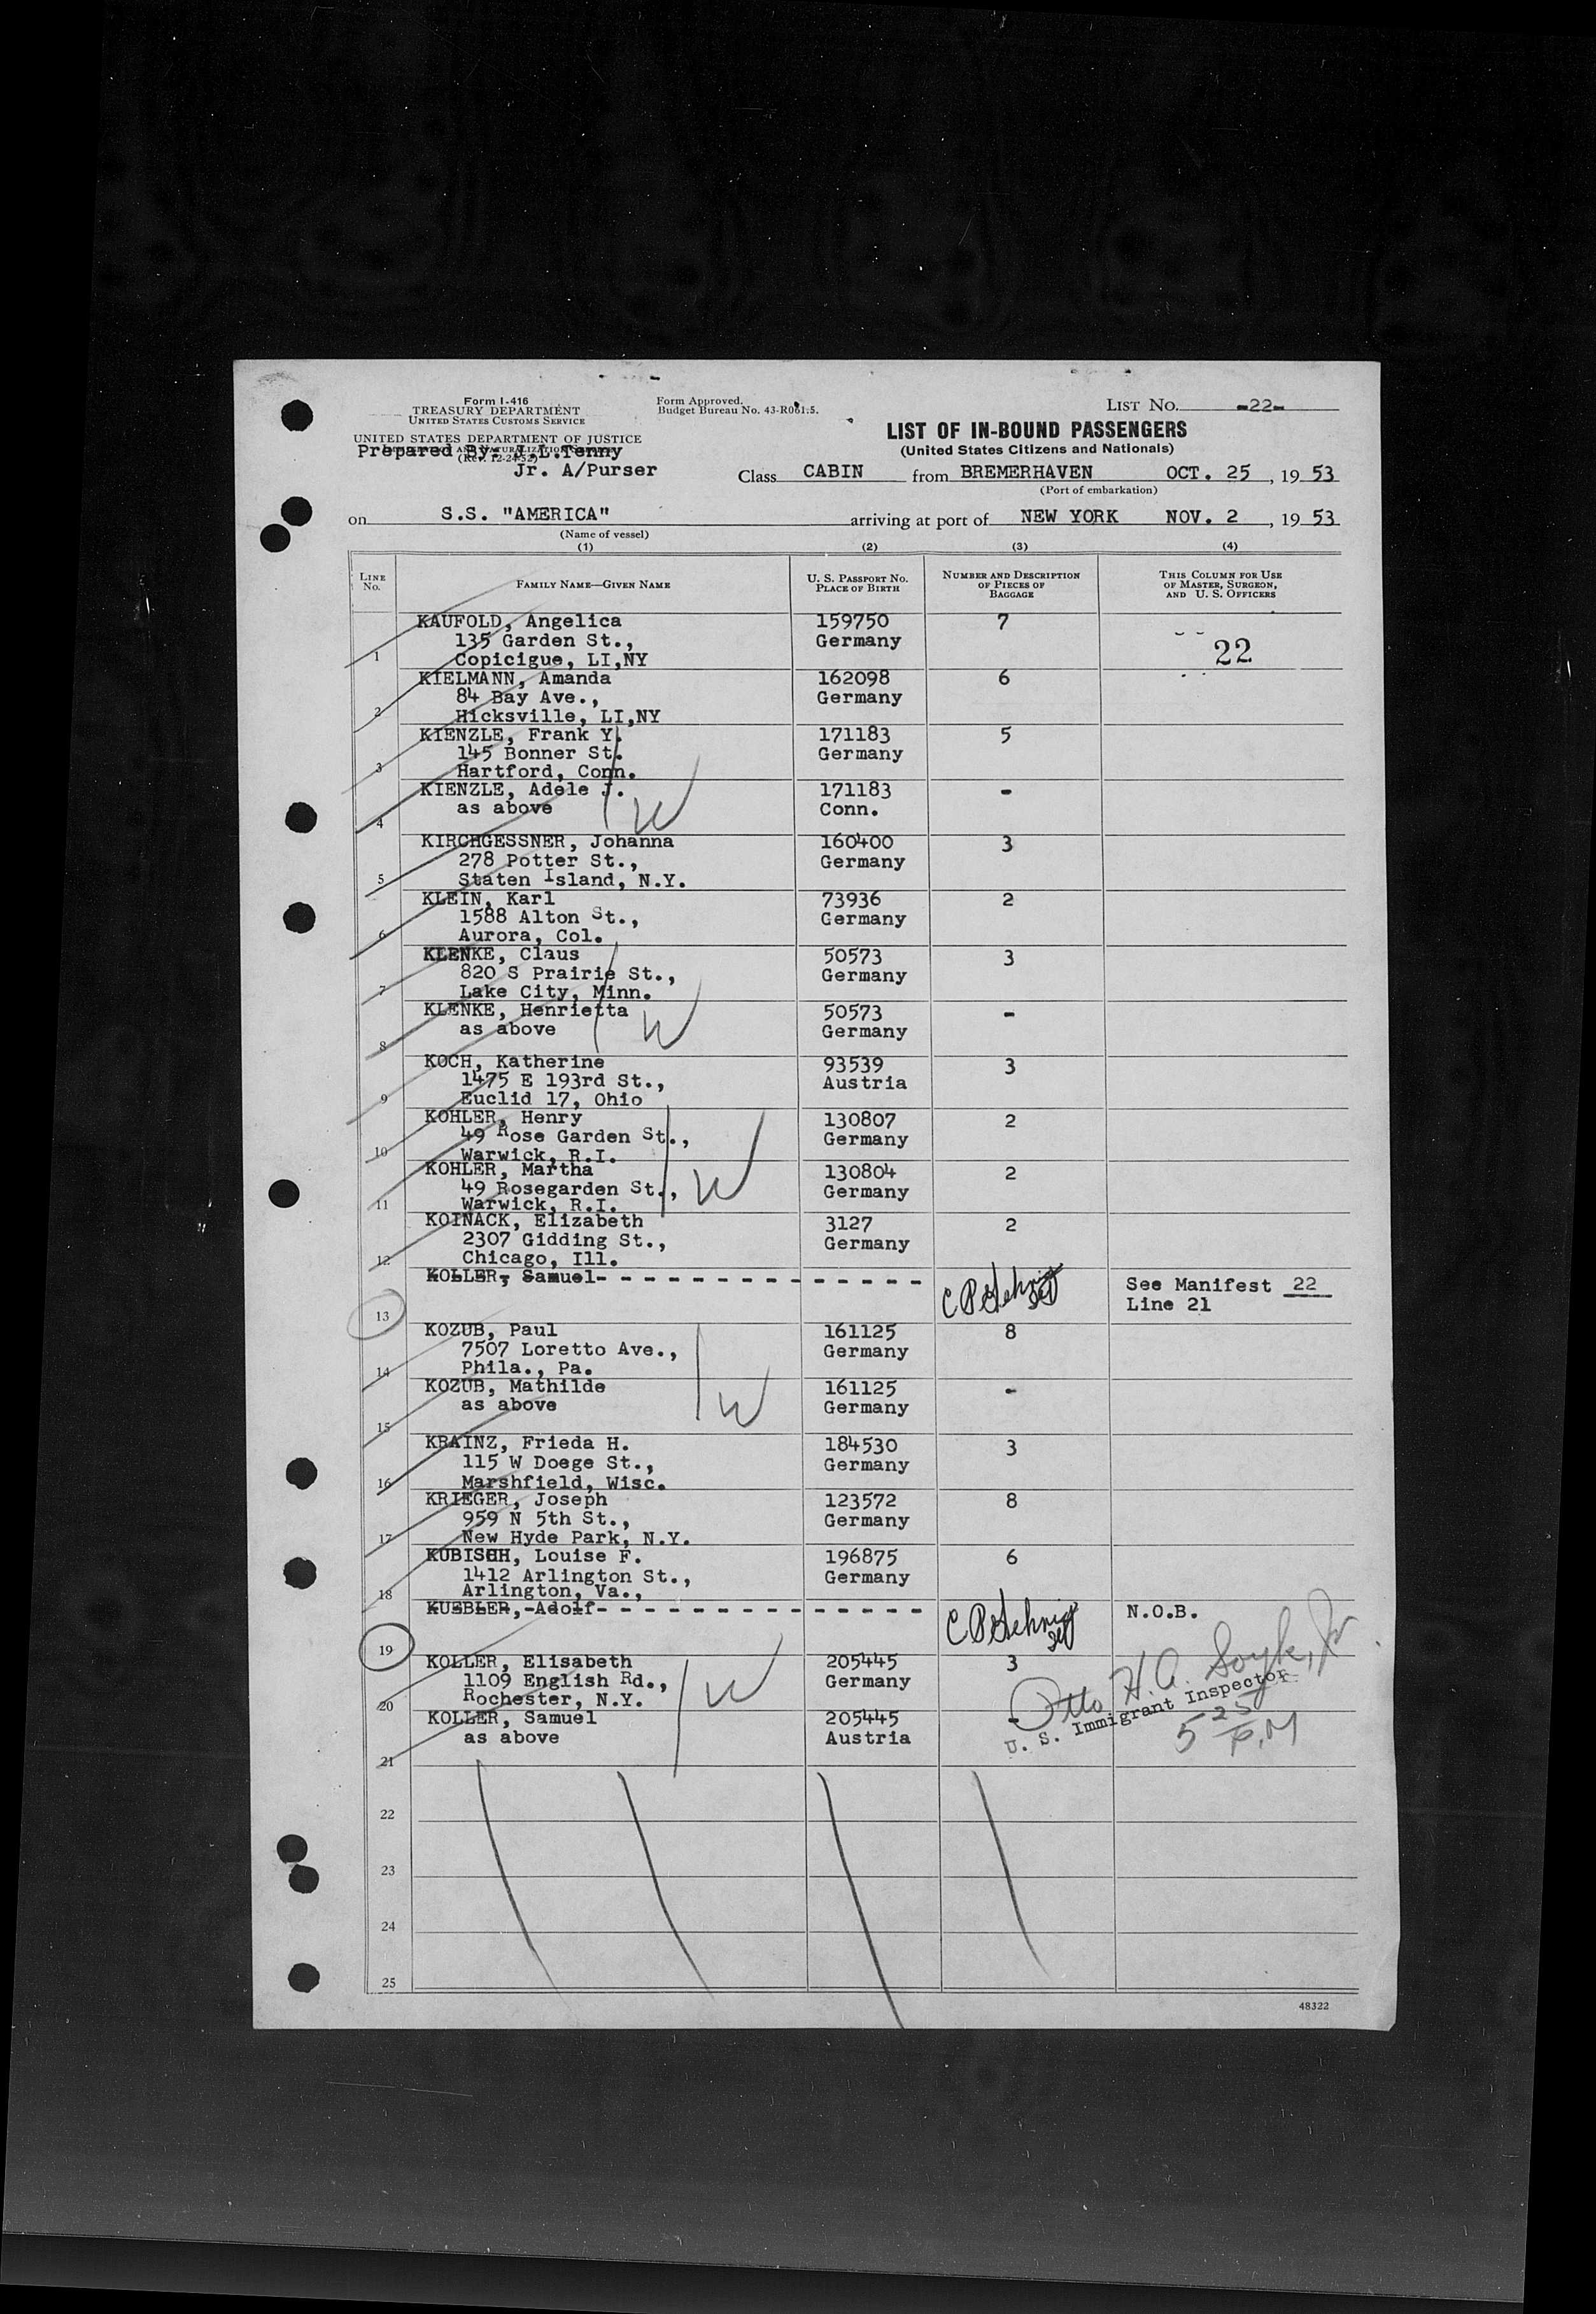 Form I-416
TREASURY DEPARTMENT
UNITED STATES CUSTOMS SERVICE
UNITED STATES DEPARTMENT OF JUSTICE
(Rev. 12-24-52)
Prepared By: J.L.Tenny
Jr. A/Purser
Form Approved.
Budget Bureau No. 43-R061.5.
LIST NO. -22-
LIST OF IN-BOUND PASSENGERS
(United States Citizens and Nationals)
Class CABIN from BREMERHAVEN OCT. 25, 19 53
(Port of embarkation)
on S.S. "AMERICA" arriving at port of NEW YORK NOV. 2, 19 53
(Name of vessel)
(1) (2) (3) (4)
LINE NO. FAMILY NAME—GIVEN NAME U. S. PASSPORT NO. PLACE OF BIRTH NUMBER AND DESCRIPTION OF PIECES OF BAGGAGE THIS COLUMN FOR USE OF MASTER, SURGEON, AND U. S. OFFICERS
KAUFOLD, Angelica 159750 7
135 Garden St., Germany 22
1 Copicigue, LI,NY
KIELMANN, Amanda 162098 6
84 Bay Ave., Germany
2 Hicksville, LI,NY
KIENZLE, Frank Y. 171183 5
145 Bonner St. Germany
3 Hartford, Conn.
KIENZLE, Adele J. 171183 -
as above Conn.
4 W
KIRCHGESSNER, Johanna 160400 3
278 Potter St., Germany
5 Staten Island, N.Y.
KLEIN, Karl 73936 2
1588 Alton St., Germany
6 Aurora, Col.
KLENKE, Claus 50573 3
820 S Prairie St., Germany
7 Lake City, Minn.
KLENKE, Henrietta 50573 -
as above Germany
8 W
KOCH, Katherine 93539 3
1475 E 193rd St., Austria
9 Euclid 17, Ohio
KOHLER, Henry 130807 2
49 Rose Garden St., Germany
10 Warwick, R.I.
KOHLER, Martha 130804 2
49 Rosegarden St., W Germany
11 Warwick, R.I.
KOINACK, Elizabeth 3127 2
2307 Gidding St., Germany
12 Chicago, Ill.
KOLLER, Samuel- - - - - - - - - - - - - - See Manifest 22
Line 21
13
KOZUB, Paul 161125 8
7507 Loretto Ave., Germany
14 Phila., Pa.
KOZUB, Mathilde 161125 -
as above W Germany
15
KRAINZ, Frieda H. 184530 3
115 W Doege St., Germany
16 Marshfield, Wisc.
KRIEGER, Joseph 123572 8
959 N 5th St., Germany
17 New Hyde Park, N.Y.
KUBISCH, Louise F. 196875 6
1412 Arlington St., Germany
18 Arlington, Va.,
KUEBLER,-Adolf- - - - - - - - - - - - - - N.O.B.
19
KOLLER, Elisabeth 205445 3
1109 English Rd., W Germany
20 Rochester, N.Y.
KOLLER, Samuel 205445 -
as above Austria
21
Otto H.A. Soyk, Jr.
U. S. Immigrant Inspector
5 25 P.M
22
23
24
25
48322